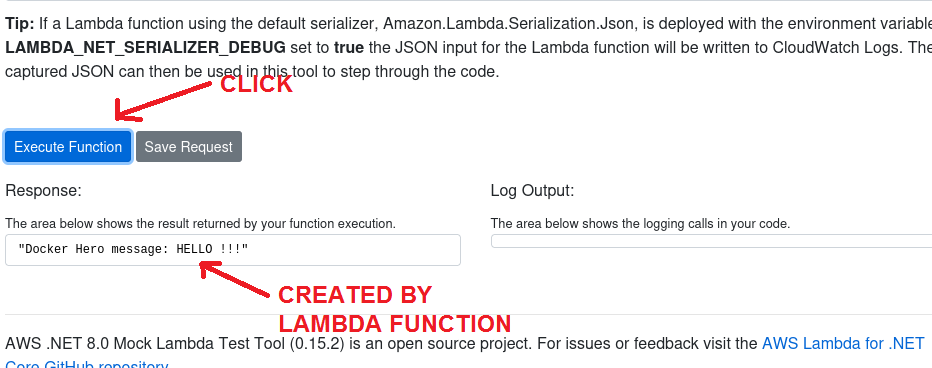 Tip: If a Lambda function using the default serializer, Amazon.Lambda.Serialization.Json, is deployed with the environment variable
LAMBDA_NET_SERIALIZER_DEBUG set to true the JSON input for the Lambda function will be written to CloudWatch Logs. The
captured JSON can then be used in this tool to step through the code.
CLICK
Execute Function Save Request
Response: Log Output:
The area below shows the result returned by your function execution. The area below shows the logging calls in your code.
"Docker Hero message: HELLO !!!"
CREATED BY
LAMBDA FUNCTION
AWS .NET 8.0 Mock Lambda Test Tool (0.15.2) is an open source project. For issues or feedback visit the AWS Lambda for .NET
Core GitHub repository